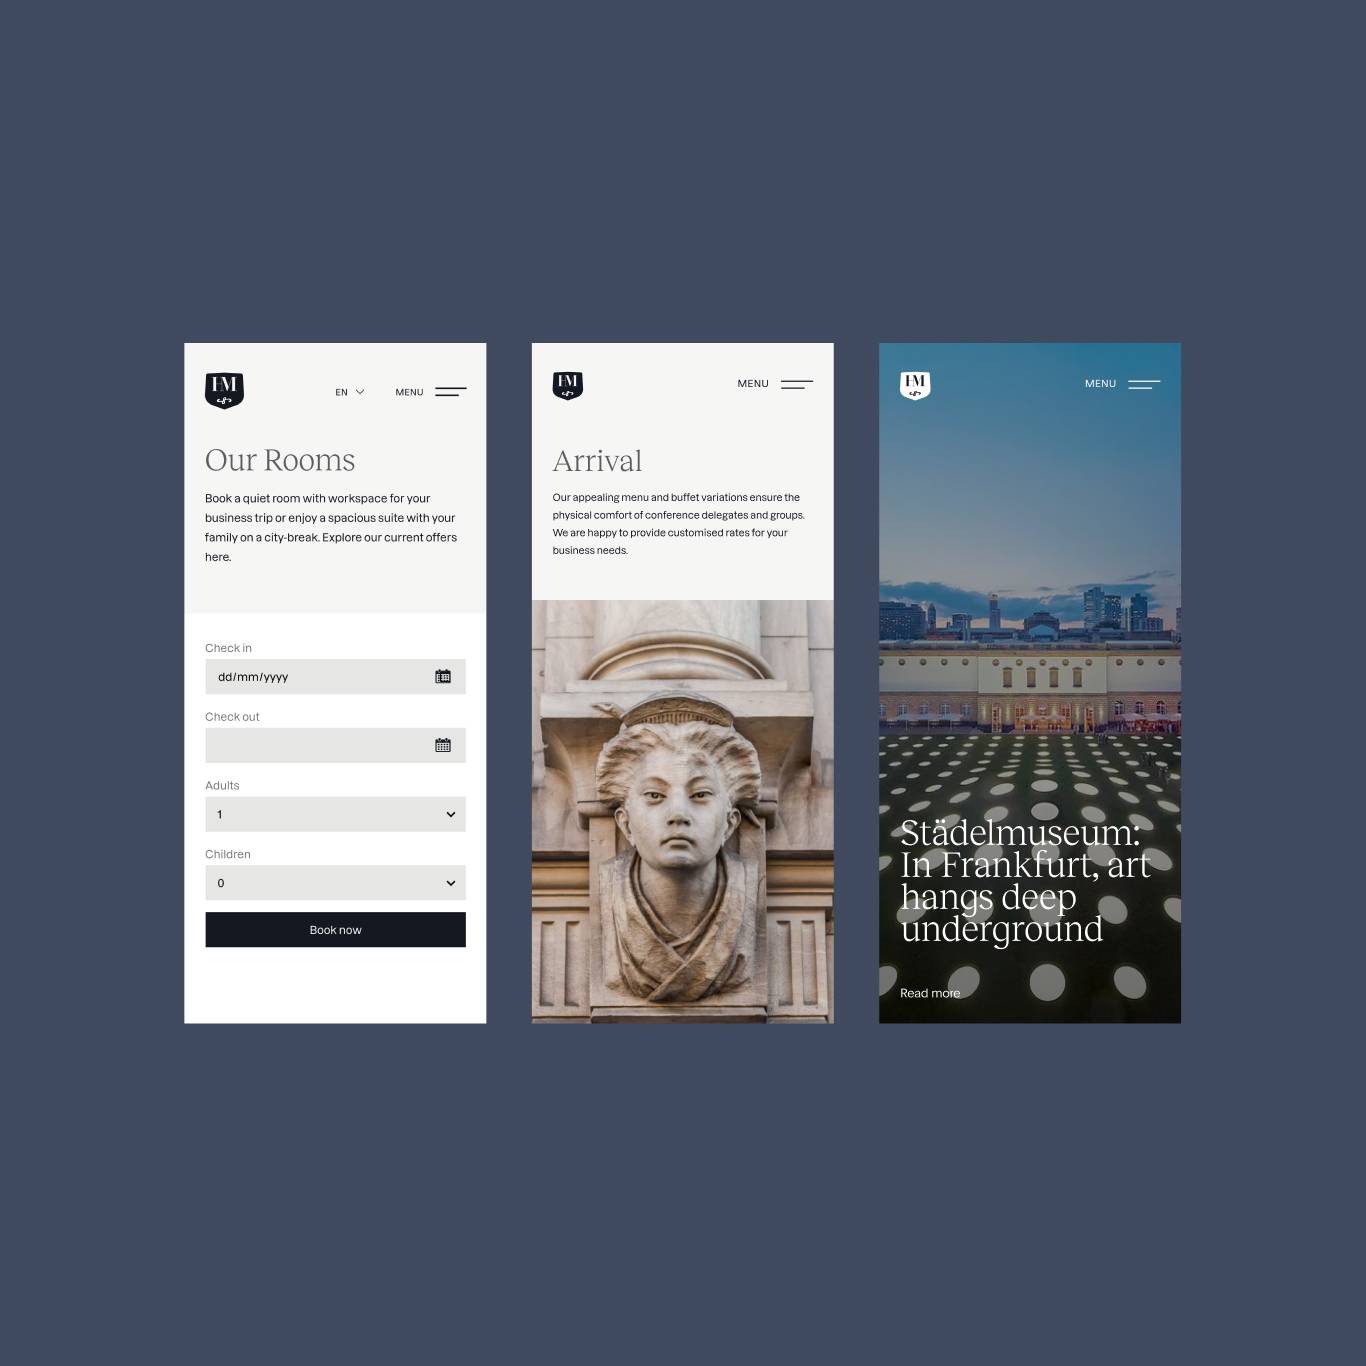 HM
EN
MENU
Our Rooms
Book a quiet room with workspace for your
business trip or enjoy a spacious suite with your
family on a city-break. Explore our current offers
here.
Check in
dd/mm/yyyy
Check out
Adults
1
Children
0
Book now
HM
MENU
Arrival
Our appealing menu and buffet variations ensure the
physical comfort of conference delegates and groups.
We are happy to provide customised rates for your
business needs.
HM
MENU
Städelmuseum:
In Frankfurt, art
hangs deep
underground
Read more